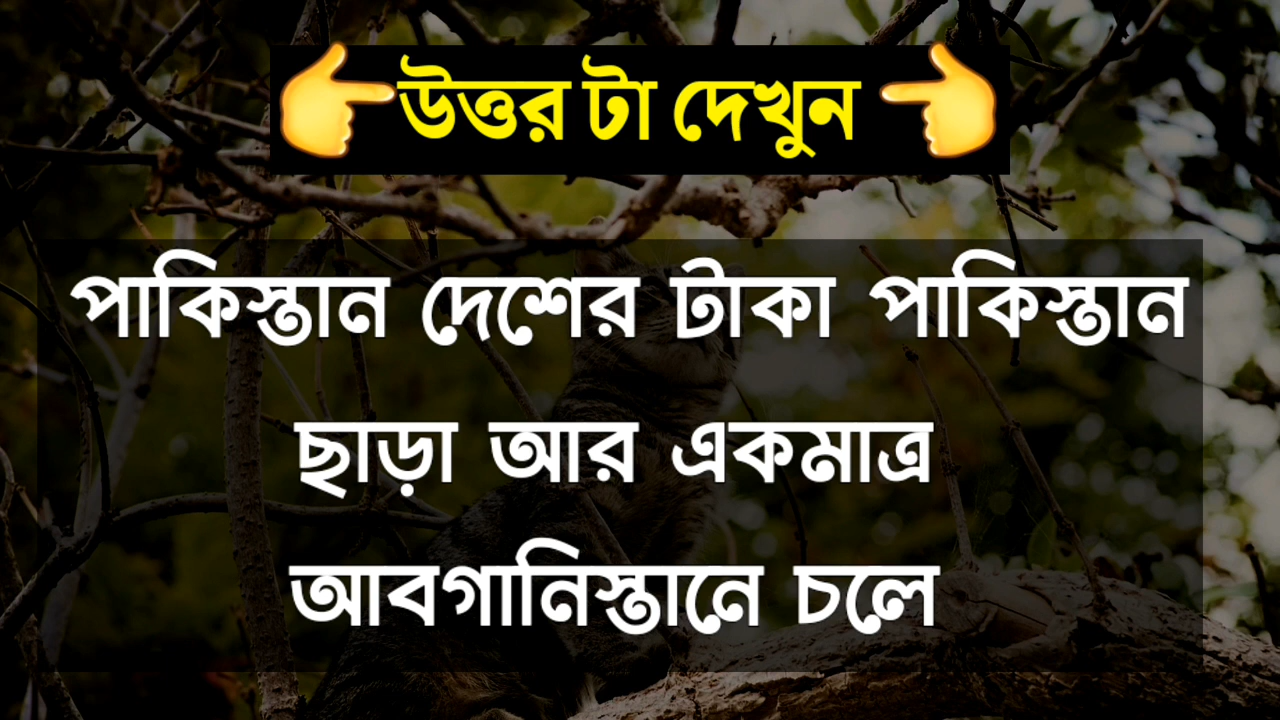 👉উত্তর টা দেখুন 👈
পাকিস্তান দেশের টাকা পাকিস্তান
ছাড়া আর একমাত্র
আবগানিস্তানে চলে